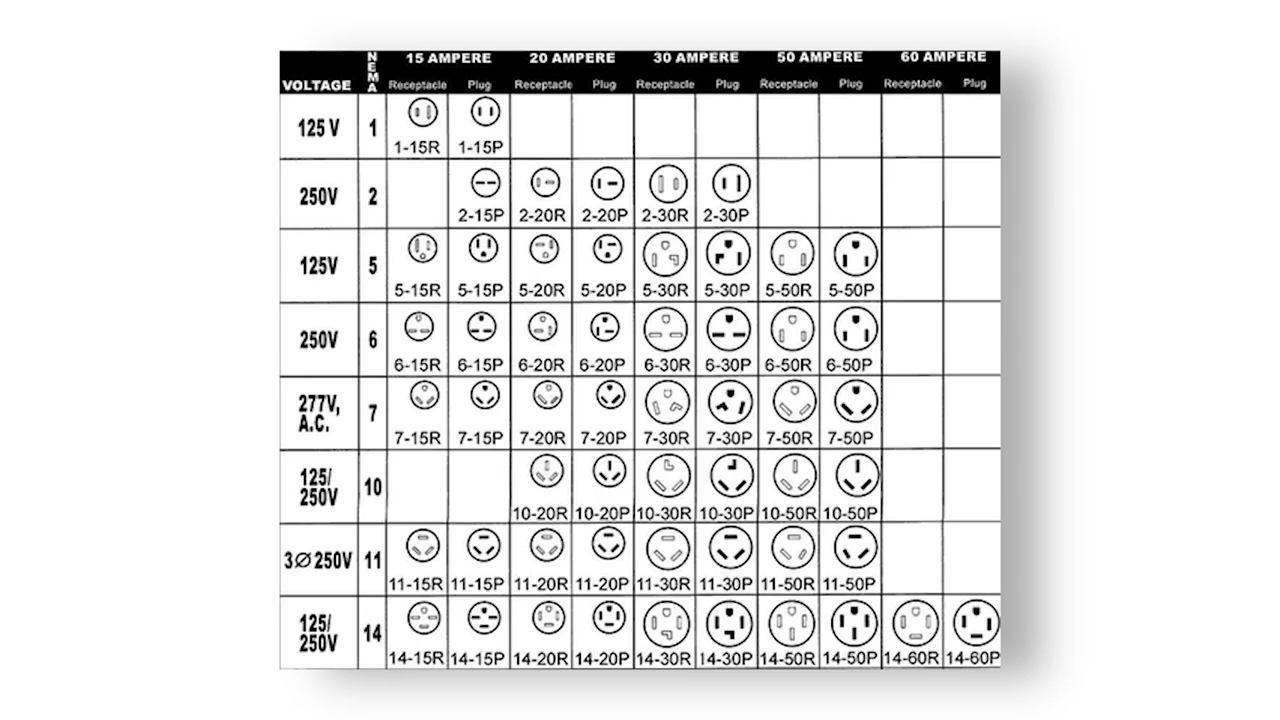 15 AMPERE 20 AMPERE 30 AMPERE 50 AMPERE 60 AMPERE
VOLTAGE NEMA Receptacle Plug Receptacle Plug Receptacle Plug Receptacle Plug Receptacle Plug
125 V 1
1-15R 1-15P
250V 2
2-15P 2-20R 2-20P 2-30R 2-30P
125V 5
5-15R 5-15P 5-20R 5-20P 5-30R 5-30P 5-50R 5-50P
250V 6
6-15R 6-15P 6-20R 6-20P 6-30R 6-30P 6-50R 6-50P
277V,
A.C. 7
7-15R 7-15P 7-20R 7-20P 7-30R 7-30P 7-50R 7-50P
125/
250V 10
10-20R 10-20P 10-30R 10-30P 10-50R 10-50P
3Ø 250V 11
11-15R 11-15P 11-20R 11-20P 11-30R 11-30P 11-50R 11-50P
125/
250V 14
14-15R 14-15P 14-20R 14-20P 14-30R 14-30P 14-50R 14-50P 14-60R 14-60P